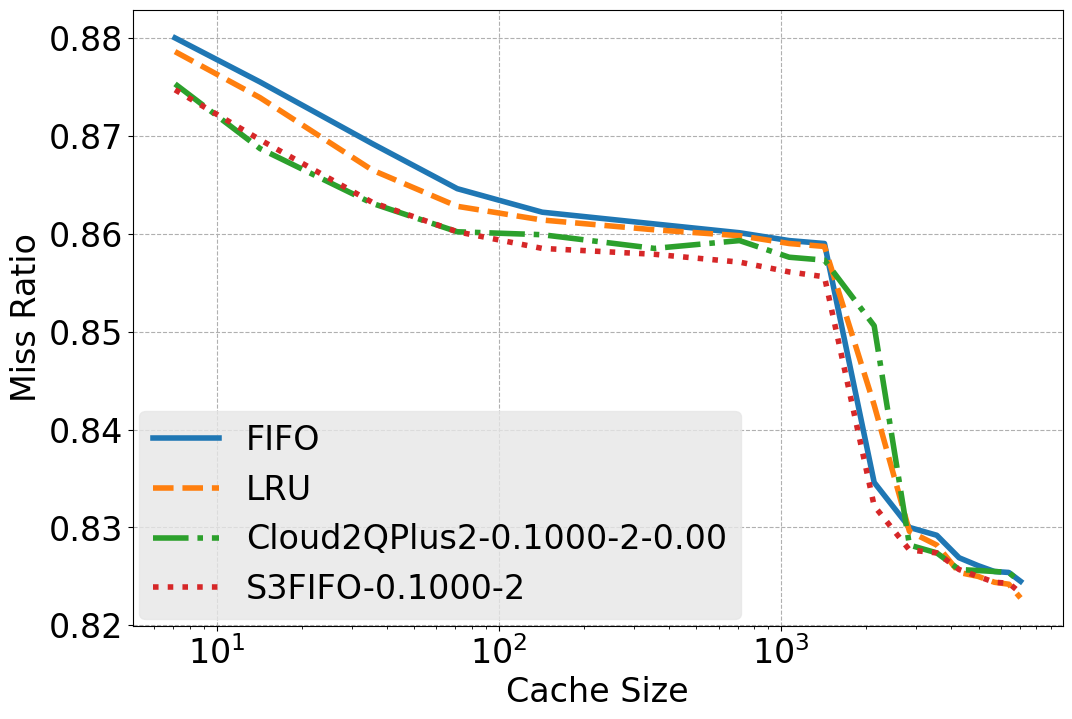 Miss Ratio
0.88
0.87
0.86
0.85
0.84
0.83
0.82
FIFO
LRU
Cloud2QPlus2-0.1000-2-0.00
S3FIFO-0.1000-2
10¹ 10² 10³
Cache Size